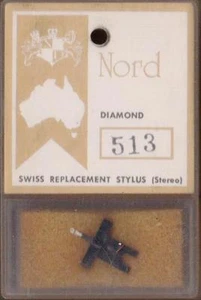 Nord
DIAMOND
513
SWISS REPLACEMENT STYLUS (Stereo)